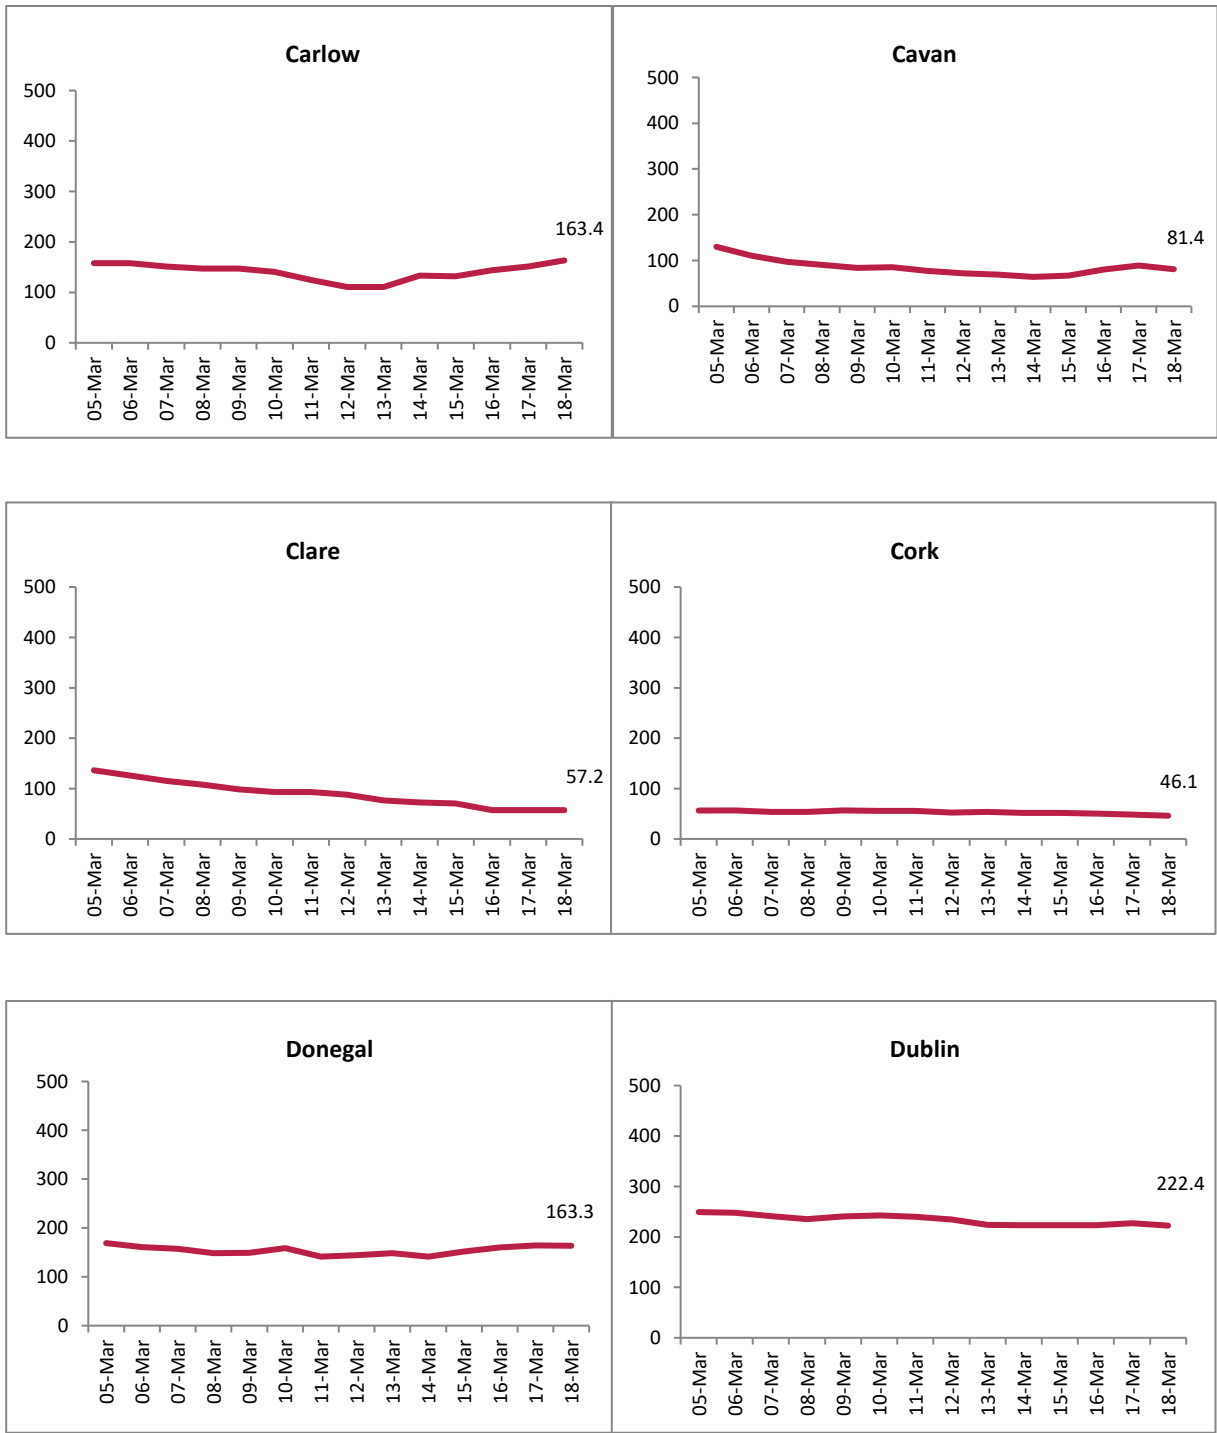 Carlow
500
400
300
200
100
0
163.4
05-Mar
06-Mar
07-Mar
08-Mar
09-Mar
10-Mar
11-Mar
12-Mar
13-Mar
14-Mar
15-Mar
16-Mar
17-Mar
18-Mar
Cavan
500
400
300
200
100
0
81.4
05-Mar
06-Mar
07-Mar
08-Mar
09-Mar
10-Mar
11-Mar
12-Mar
13-Mar
14-Mar
15-Mar
16-Mar
17-Mar
18-Mar
Clare
500
400
300
200
100
0
57.2
05-Mar
06-Mar
07-Mar
08-Mar
09-Mar
10-Mar
11-Mar
12-Mar
13-Mar
14-Mar
15-Mar
16-Mar
17-Mar
18-Mar
Cork
500
400
300
200
100
0
46.1
05-Mar
06-Mar
07-Mar
08-Mar
09-Mar
10-Mar
11-Mar
12-Mar
13-Mar
14-Mar
15-Mar
16-Mar
17-Mar
18-Mar
Donegal
500
400
300
200
100
0
163.3
05-Mar
06-Mar
07-Mar
08-Mar
09-Mar
10-Mar
11-Mar
12-Mar
13-Mar
14-Mar
15-Mar
16-Mar
17-Mar
18-Mar
Dublin
500
400
300
200
100
0
222.4
05-Mar
06-Mar
07-Mar
08-Mar
09-Mar
10-Mar
11-Mar
12-Mar
13-Mar
14-Mar
15-Mar
16-Mar
17-Mar
18-Mar